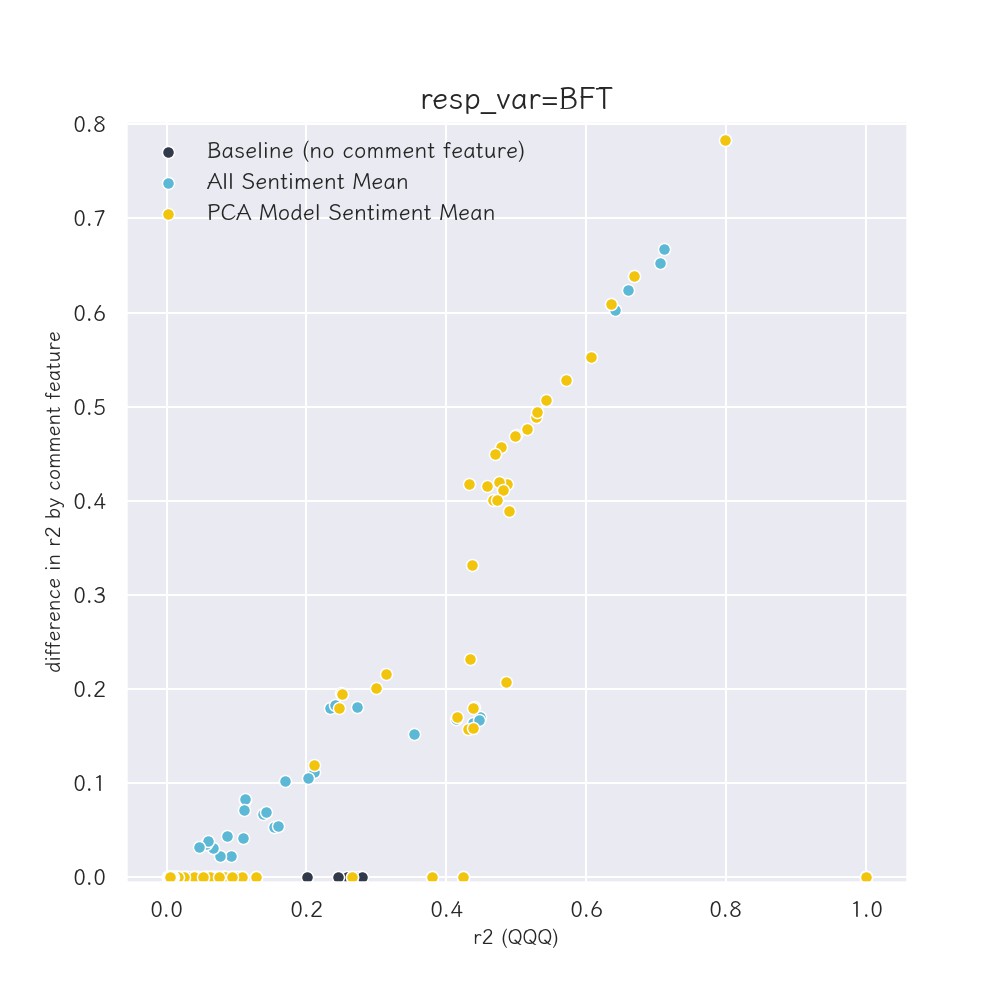 resp_var=BFT
0.8
0.7
0.6
0.5
0.4
0.3
0.2
0.1
0.0
difference in r2 by comment feature
Baseline (no comment feature)
All Sentiment Mean
PCA Model Sentiment Mean
0.0 0.2 0.4 0.6 0.8 1.0
r2 (QQQ)